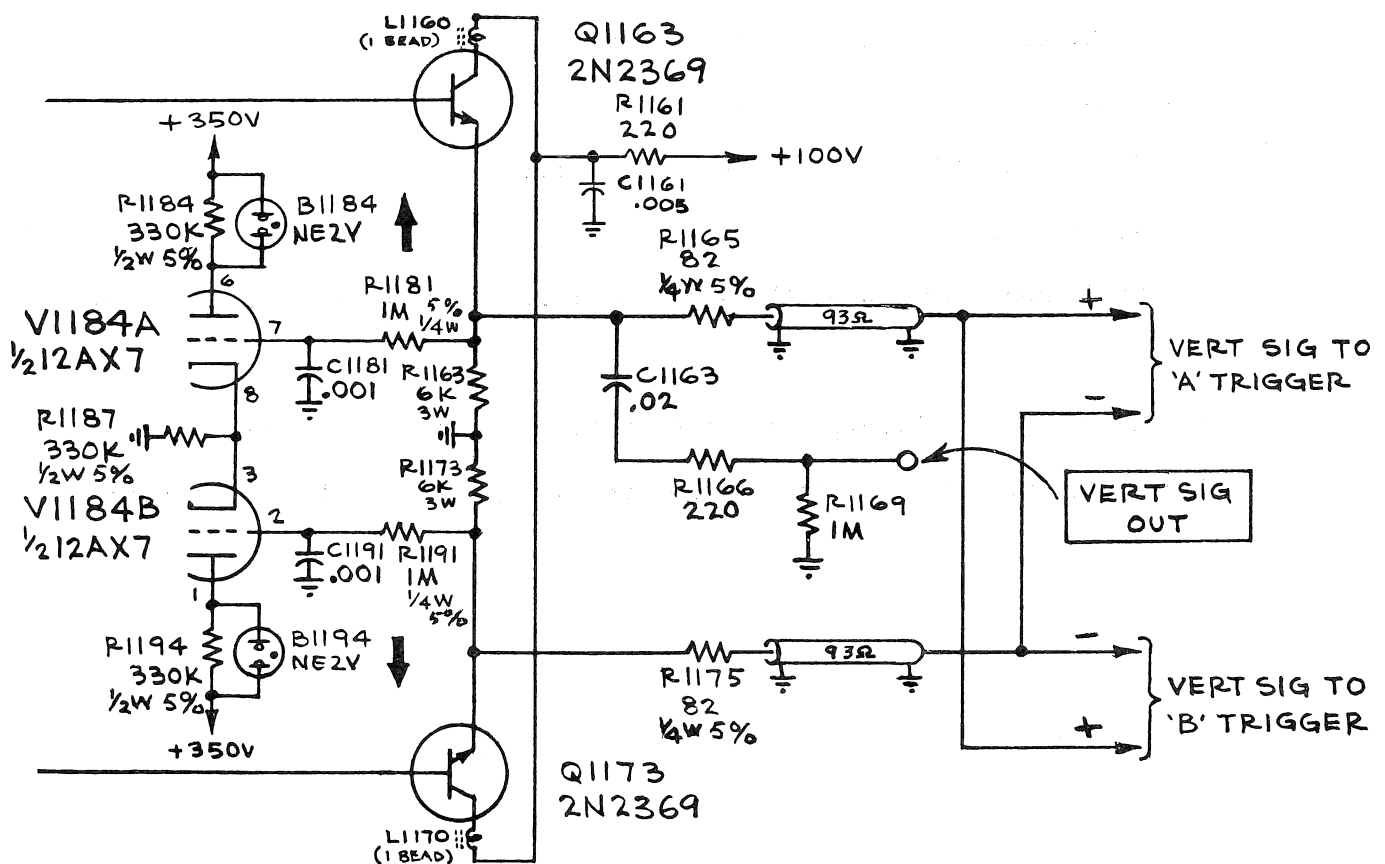 L1160
(1 BEAD)
Q1163
2N2369
R1161
220
+100V
C1161
.005
+350V
R1184
330K
½W 5%
B1184
NE2V
6
R1181
1M
5%
¼W
R1165
82
¼W 5%
93Ω
+
V1184A
½12AX7
7
C1181
.001
8
R1163
6K
3W
C1163
.02
VERT SIG TO
'A' TRIGGER
-
R1187
330K
½W 5%
3
R1173
6K
3W
R1166
220
R1169
1M
VERT SIG
OUT
V1184B
½12AX7
2
C1191
.001
R1191
1M
¼W
5%
1
R1194
330K
½W 5%
B1194
NE2V
+350V
R1175
82
¼W 5%
93Ω
-
VERT SIG TO
'B' TRIGGER
+
Q1173
2N2369
L1170
(1 BEAD)